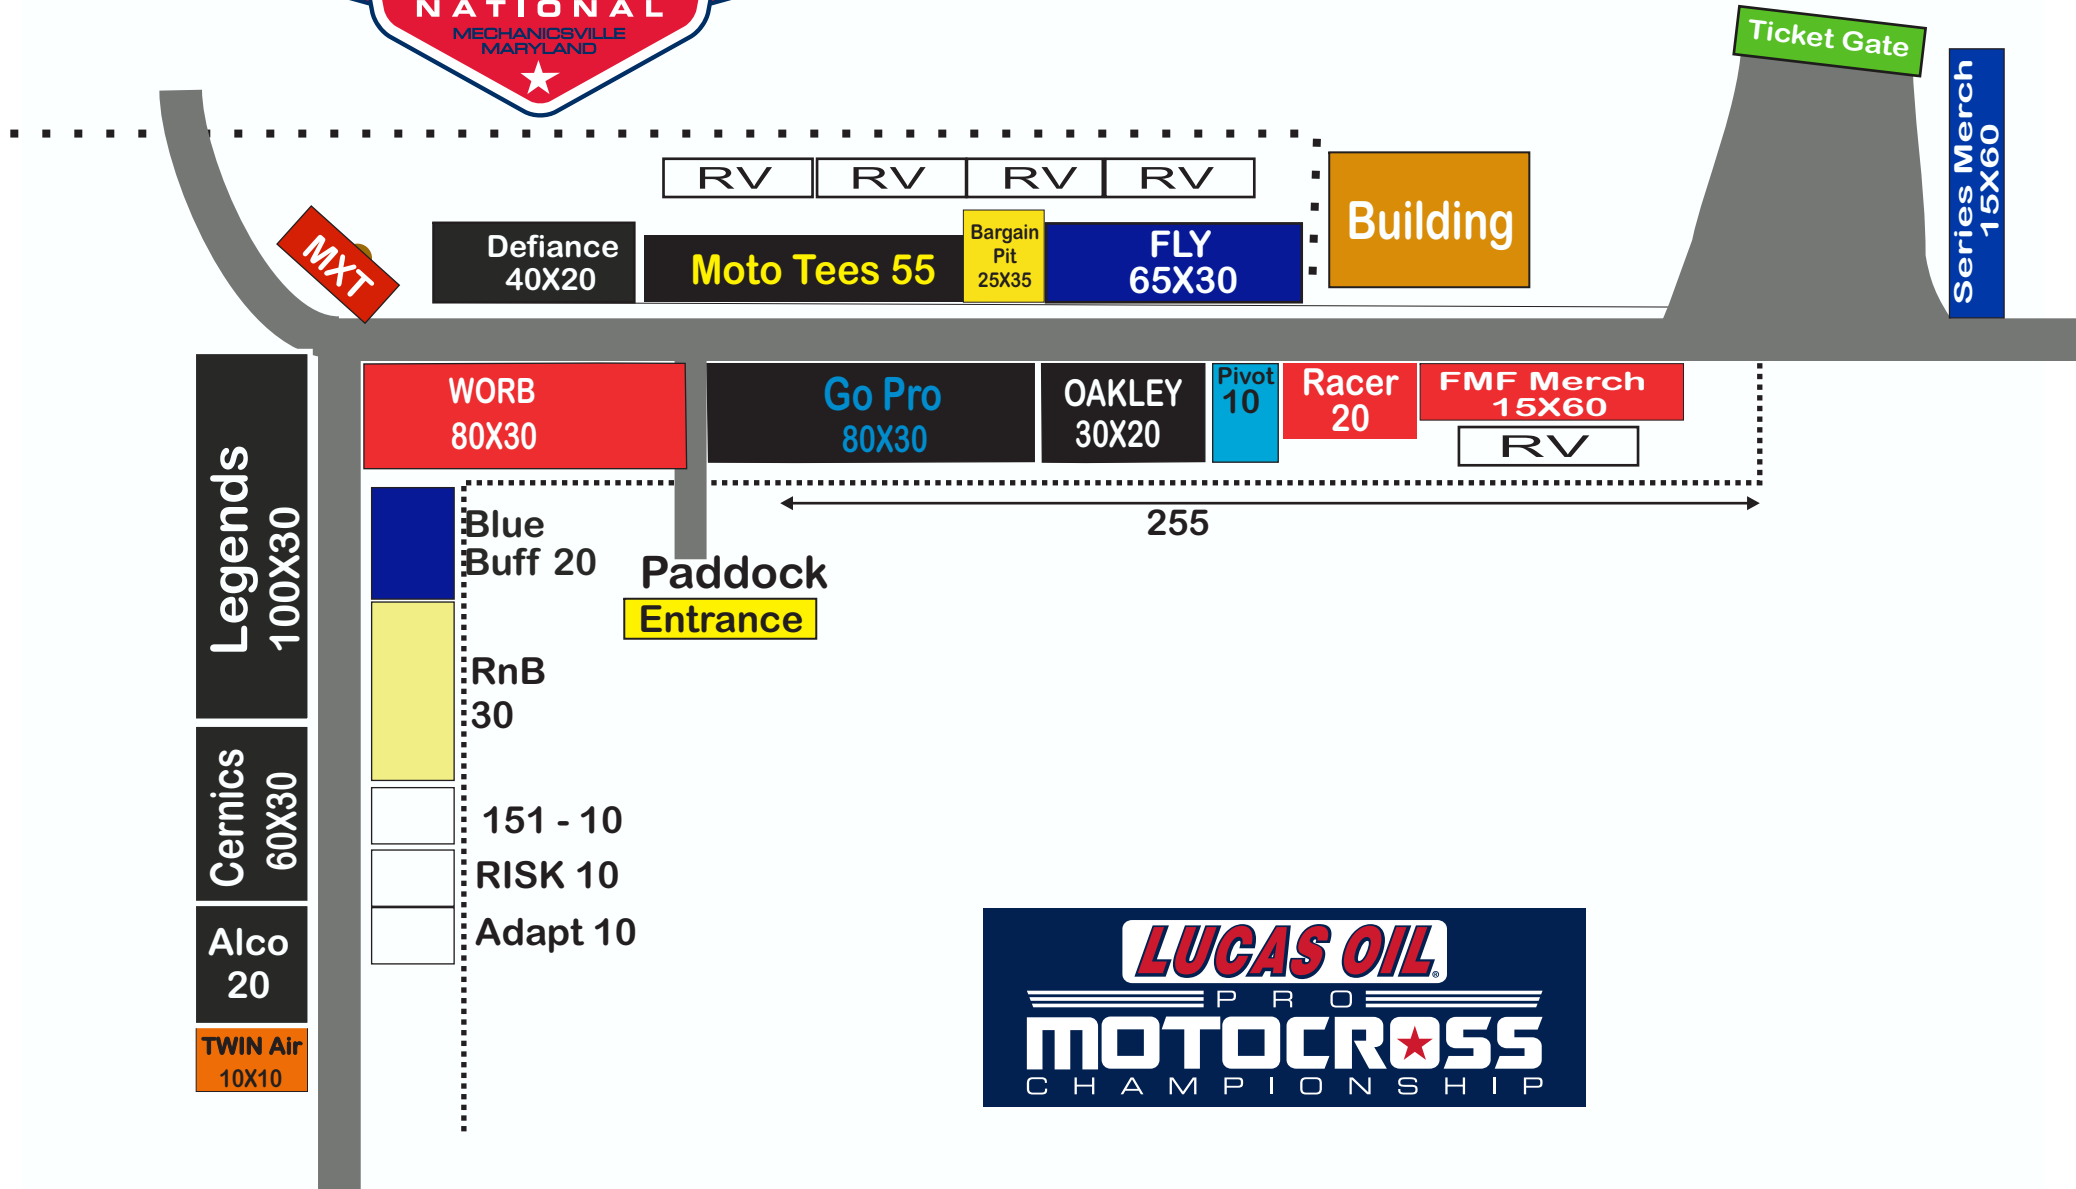 NATIONAL
MECHANICSVILLE
MARYLAND
Ticket Gate
Series Merch
15X60
RV RV RV RV
MXT
Defiance
40X20
Moto Tees 55
Bargain
Pit
25X35
FLY
65X30
Building
WORB
80X30
Go Pro
80X30
OAKLEY
30X20
Pivot
10
Racer
20
FMF Merch
15X60
RV
255
Legends
100X30
Blue
Buff 20
Paddock
Entrance
RnB
30
Cernics
60X30
151 - 10
RISK 10
Adapt 10
Alco
20
TWIN Air
10X10
LUCAS OIL®
PRO
MOTOCROSS
CHAMPIONSHIP